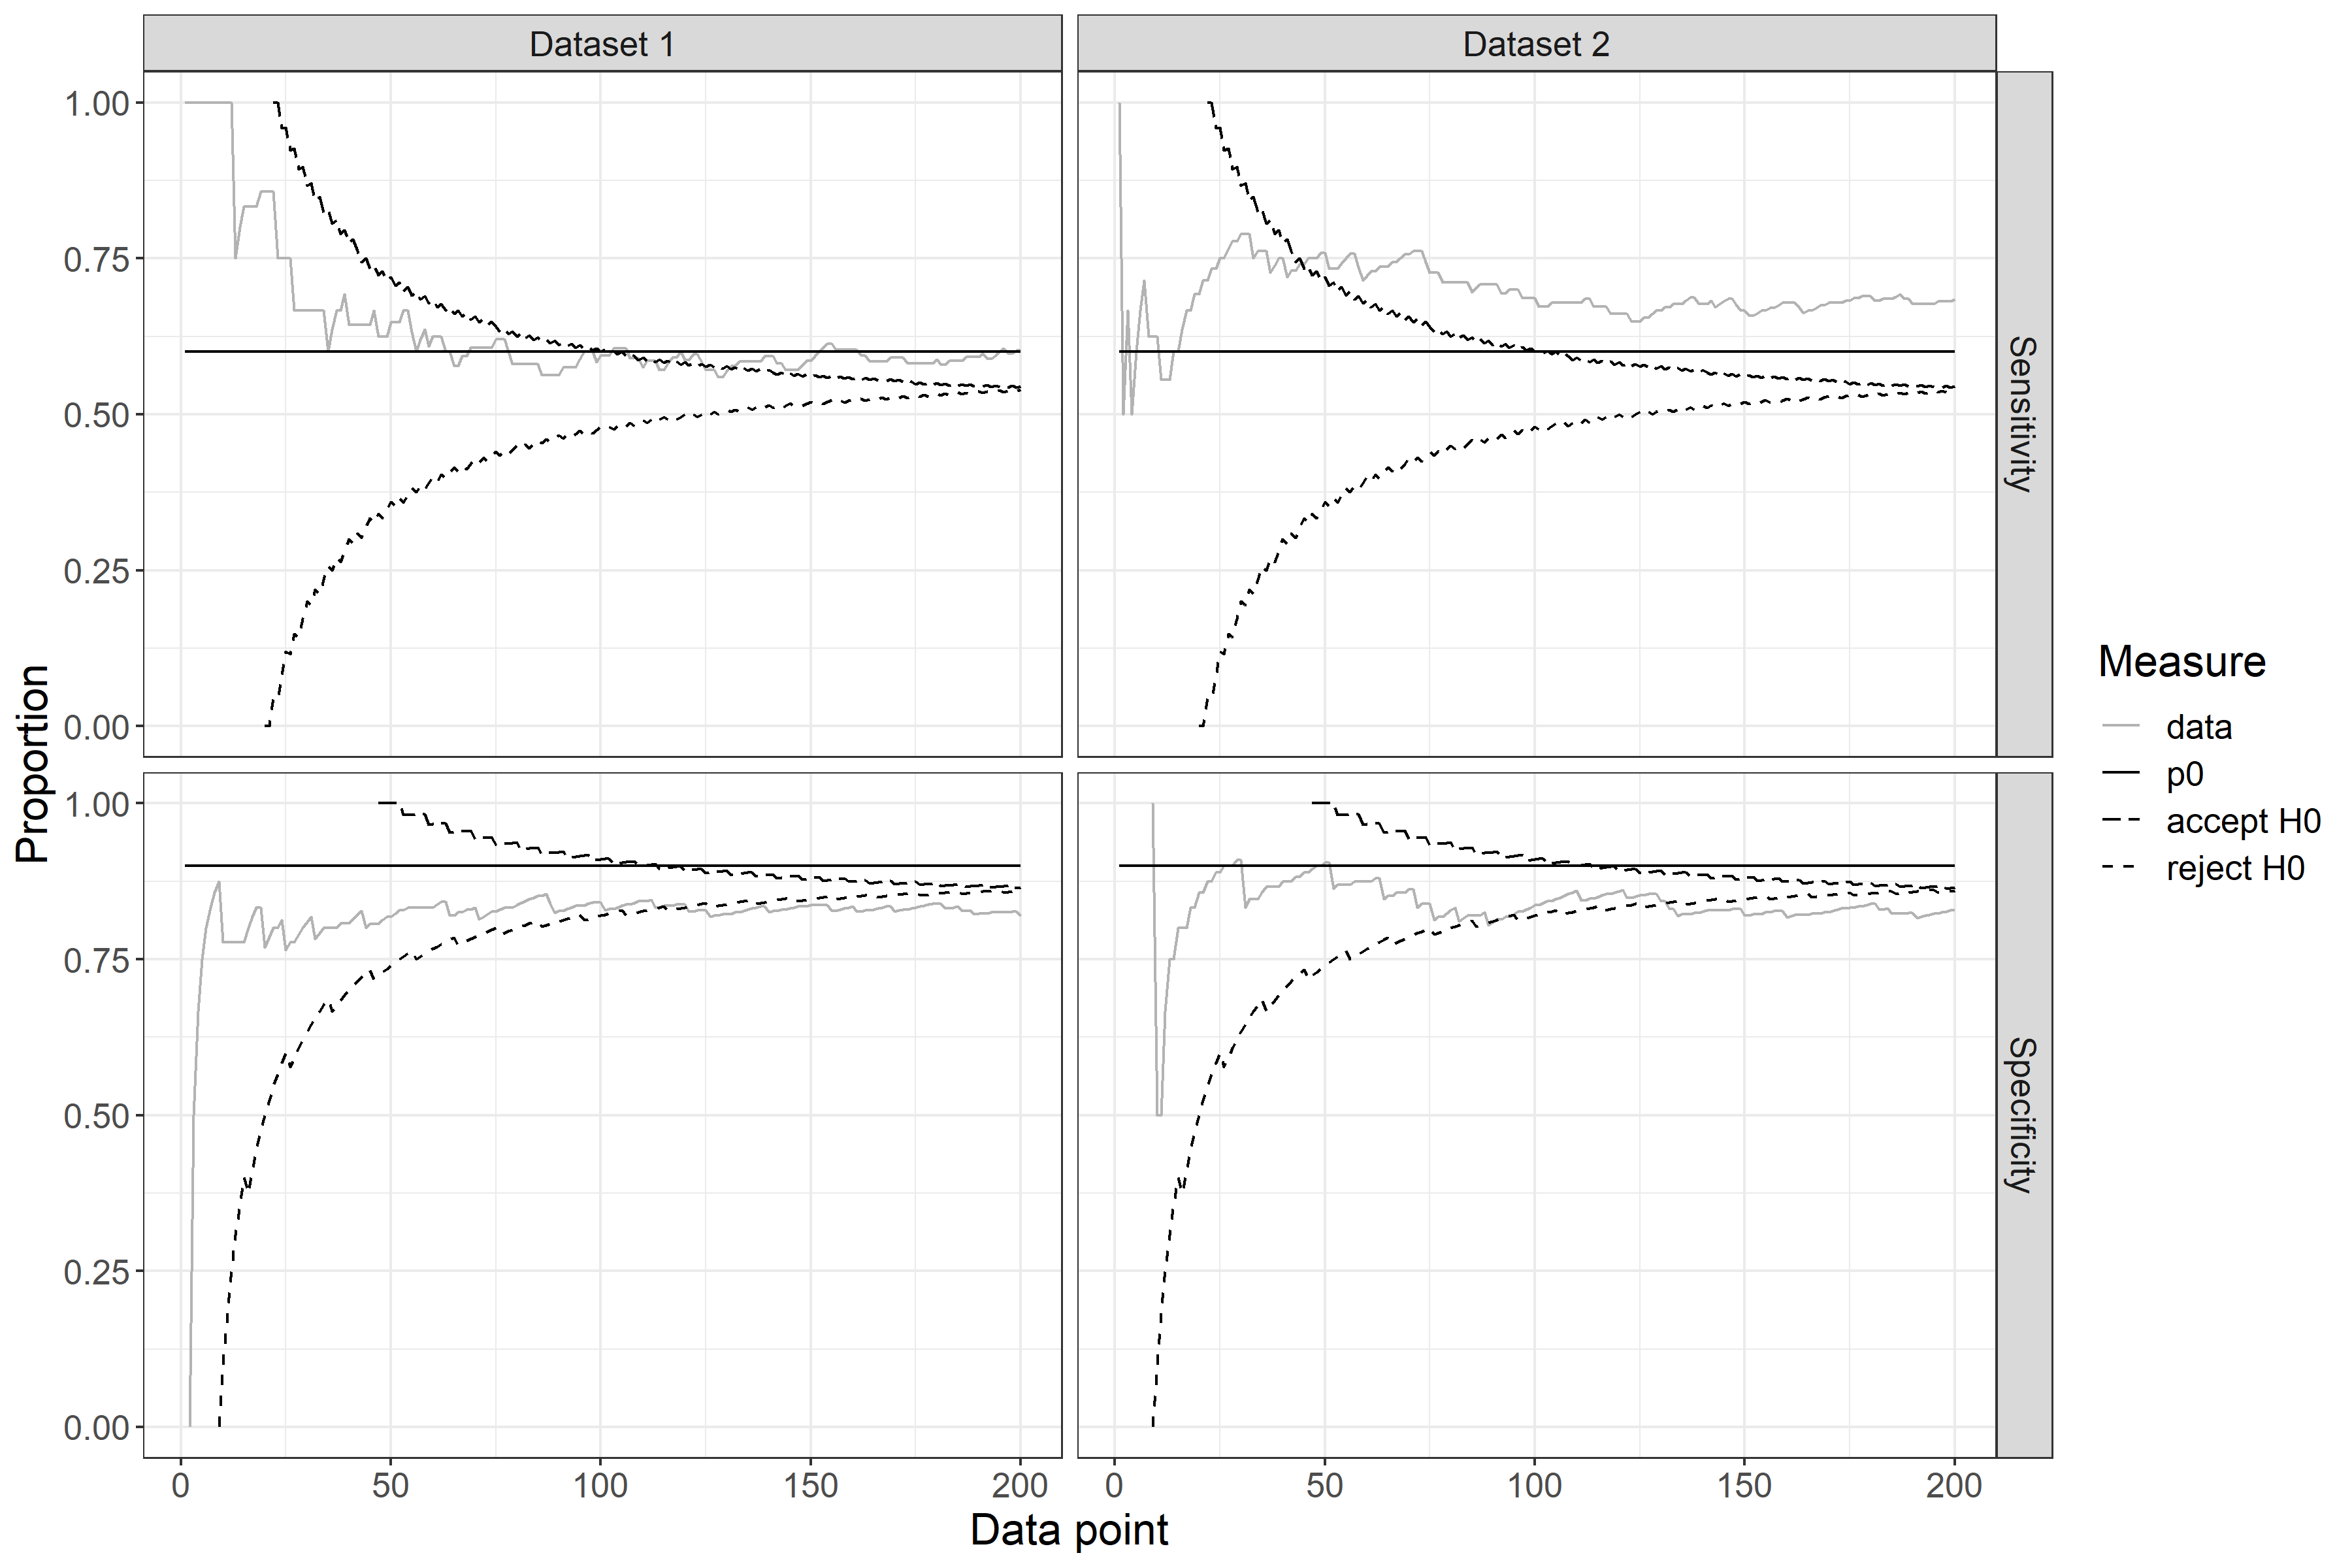 Dataset 1
Dataset 2
1.00
0.75
0.50
0.25
0.00
Sensitivity
Proportion
1.00
0.75
0.50
0.25
0.00
Specificity
0
50
100
150
200
0
50
100
150
200
Data point
Measure
data
p0
accept H0
reject H0